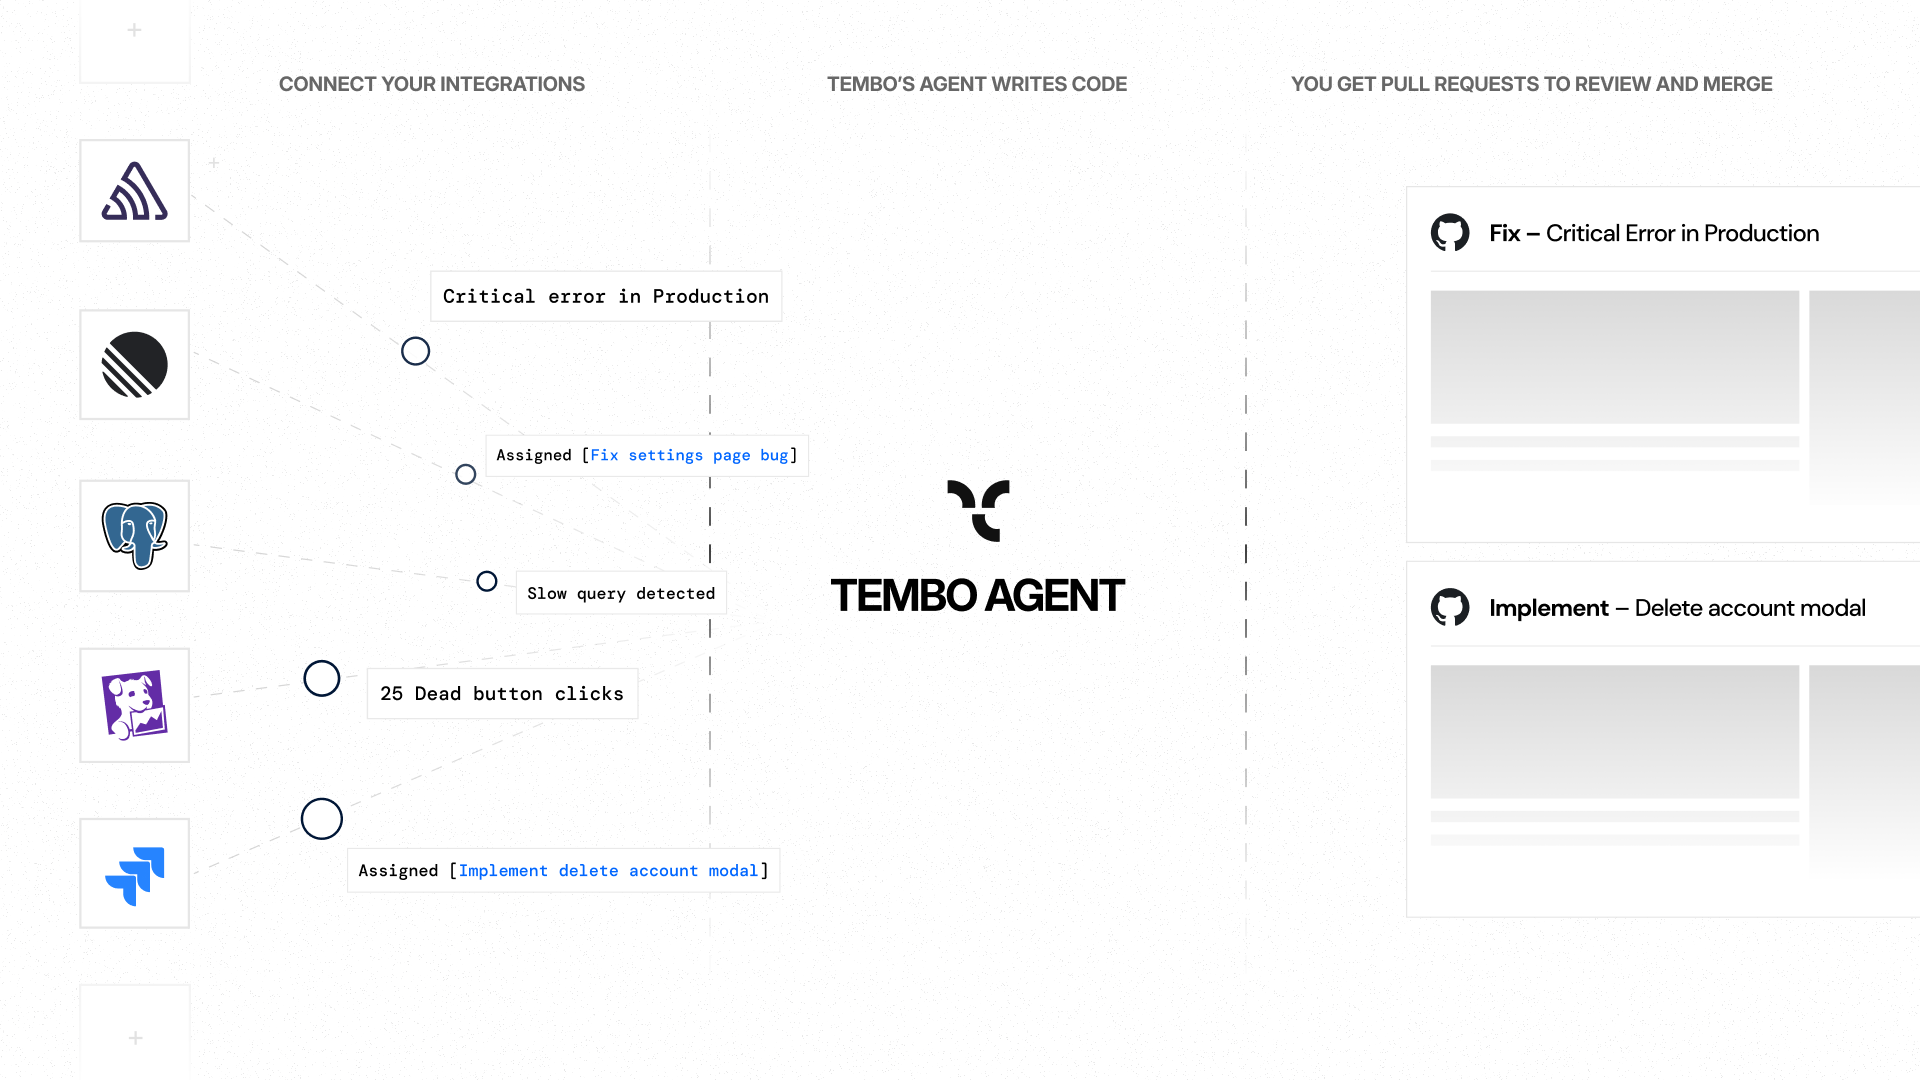 CONNECT YOUR INTEGRATIONS
TEMBO’S AGENT WRITES CODE
YOU GET PULL REQUESTS TO REVIEW AND MERGE
Critical error in Production
Assigned [Fix settings page bug]
Slow query detected
25 Dead button clicks
Assigned [Implement delete account modal]
TEMBO AGENT
Fix – Critical Error in Production
Implement – Delete account modal